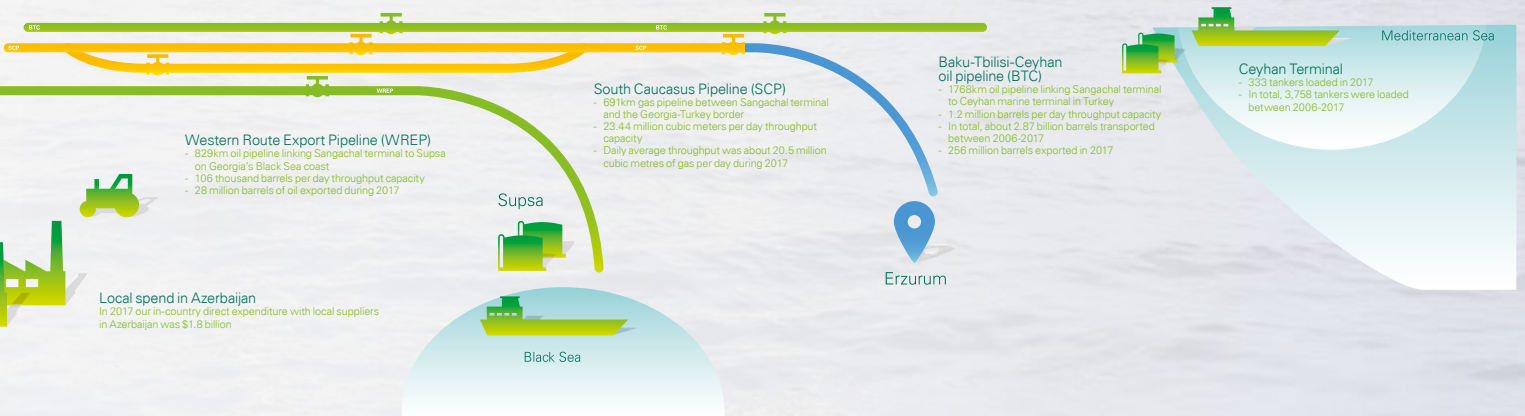 BTC
BTC
SCP
SCP
WREP
Mediterranean Sea
Baku-Tbilisi-Ceyhan
oil pipeline (BTC)
- 1768km oil pipeline linking Sangachal terminal
to Ceyhan marine terminal in Turkey
- 1.2 million barrels per day throughput capacity
- In total, about 2.87 billion barrels transported
between 2006-2017
- 256 million barrels exported in 2017
Ceyhan Terminal
- 333 tankers loaded in 2017
- In total, 3,758 tankers were loaded
between 2006-2017
South Caucasus Pipeline (SCP)
- 691km gas pipeline between Sangachal terminal
and the Georgia-Turkey border
- 23.44 million cubic meters per day throughput
capacity
- Daily average throughput was about 20.5 million
cubic metres of gas per day during 2017
Western Route Export Pipeline (WREP)
- 829km oil pipeline linking Sangachal terminal to Supsa
on Georgia's Black Sea coast
- 106 thousand barrels per day throughput capacity
- 28 million barrels of oil exported during 2017
Supsa
Erzurum
Local spend in Azerbaijan
In 2017 our in-country direct expenditure with local suppliers
in Azerbaijan was $1.8 billion
Black Sea